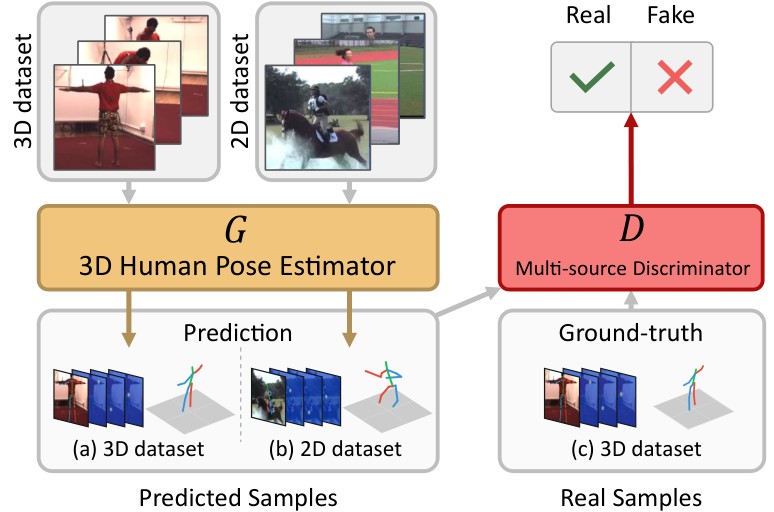 3D dataset
2D dataset
Real Fake
G
3D Human Pose Estimator
D
Multi-source Discriminator
Prediction
(a) 3D dataset
(b) 2D dataset
Ground-truth
(c) 3D dataset
Predicted Samples
Real Samples